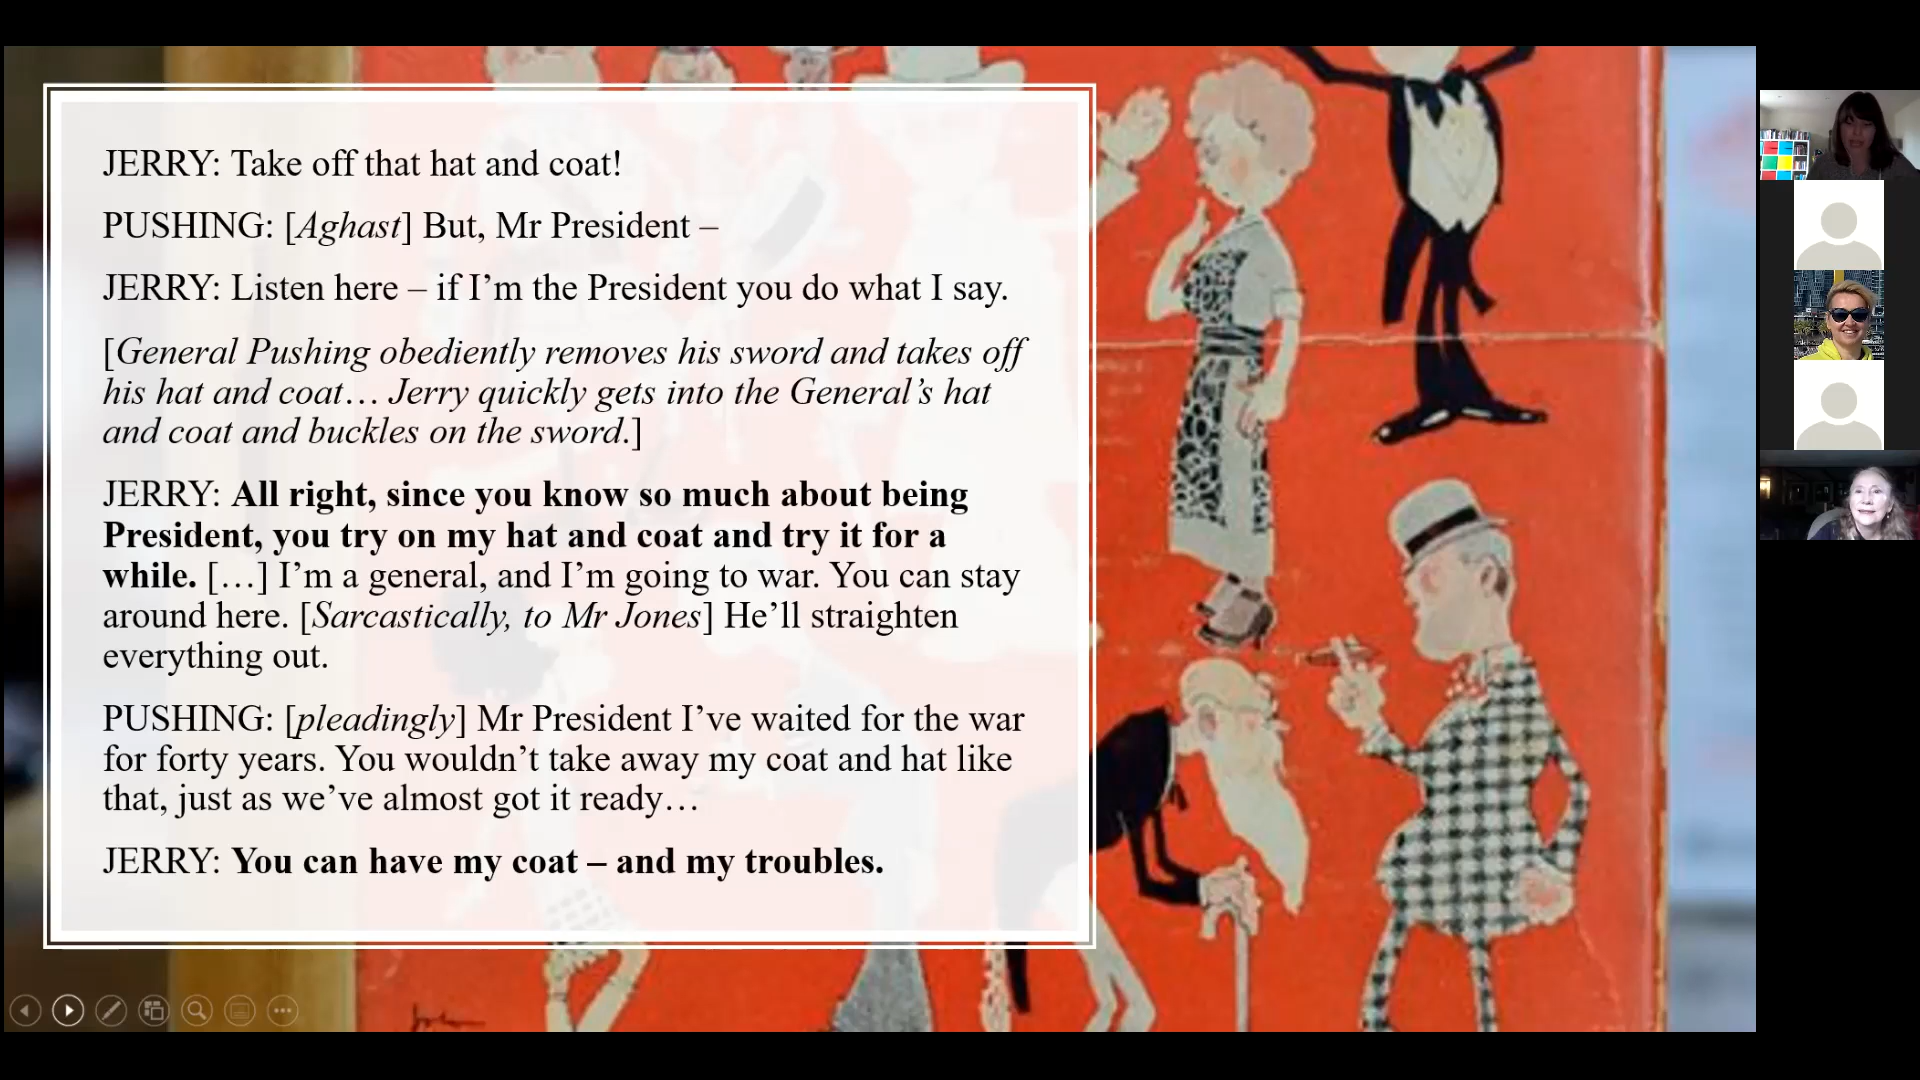 JERRY: Take off that hat and coat!
PUSHING: [Aghast] But, Mr President –
JERRY: Listen here – if I’m the President you do what I say.
[General Pushing obediently removes his sword and takes off
his hat and coat… Jerry quickly gets into the General’s hat
and coat and buckles on the sword.]
JERRY: All right, since you know so much about being
President, you try on my hat and coat and try it for a
while. […] I’m a general, and I’m going to war. You can stay
around here. [Sarcastically, to Mr Jones] He’ll straighten
everything out.
PUSHING: [pleadingly] Mr President I’ve waited for the war
for forty years. You wouldn’t take away my coat and hat like
that, just as we’ve almost got it ready…
JERRY: You can have my coat – and my troubles.